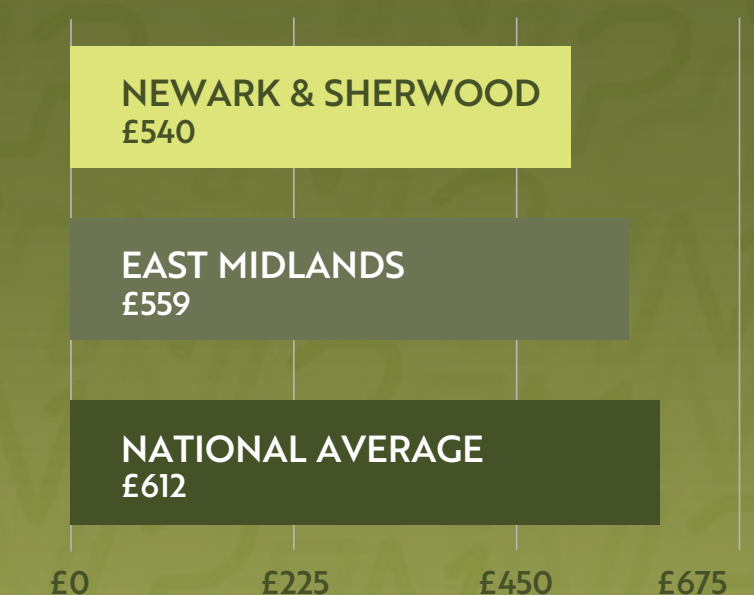 NEWARK & SHERWOOD
£540
EAST MIDLANDS
£559
NATIONAL AVERAGE
£612
£0 £225 £450 £675